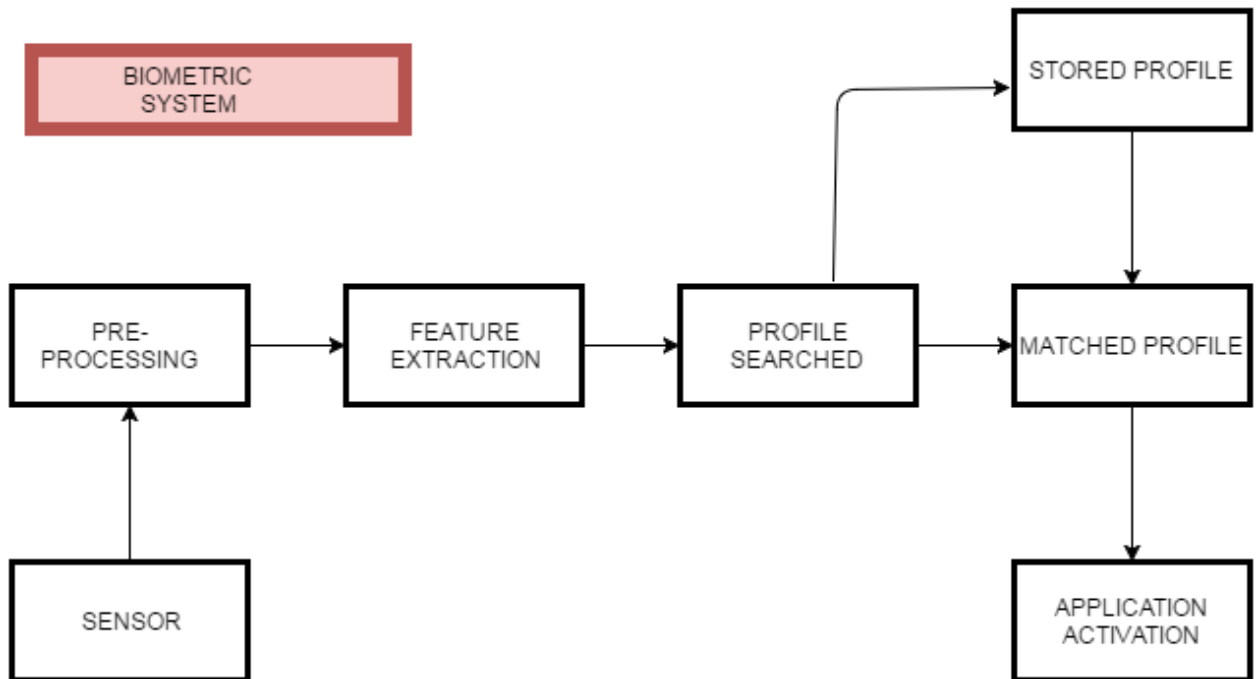 BIOMETRIC
SYSTEM
STORED PROFILE
PRE-
PROCESSING
FEATURE
EXTRACTION
PROFILE
SEARCHED
MATCHED PROFILE
SENSOR
APPLICATION
ACTIVATION